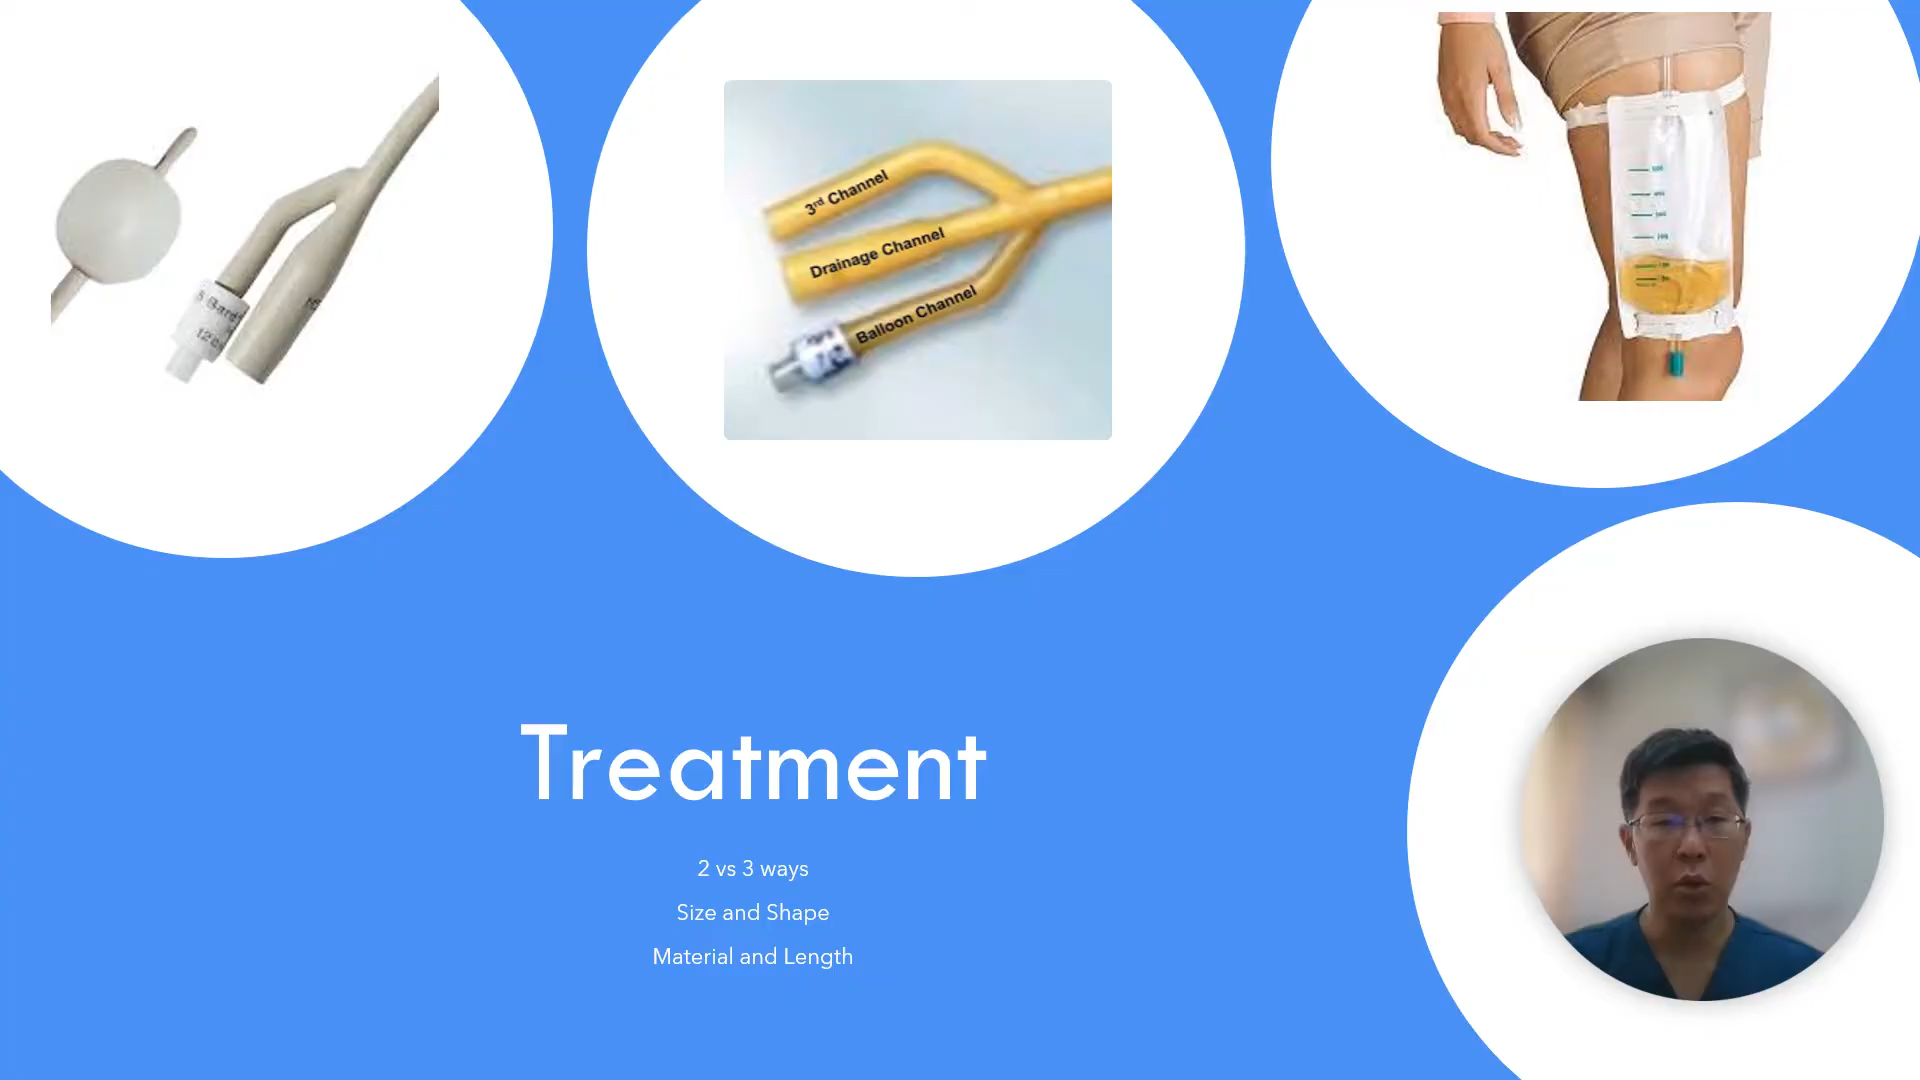 3rd Channel
Drainage Channel
Balloon Channel
Treatment
2 vs 3 ways
Size and Shape
Material and Length